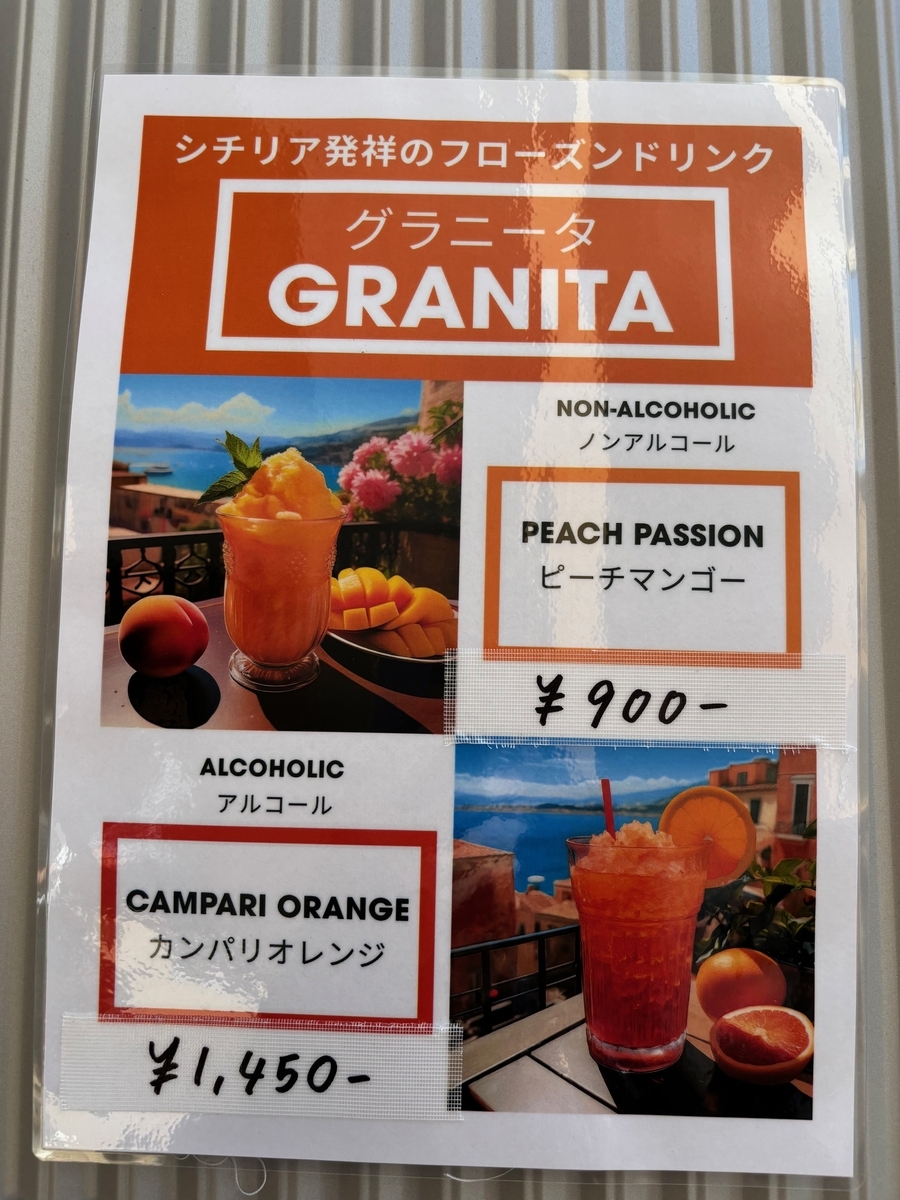 シチリア発祥のフローズンドリンク
グラニータ
GRANITA
NON-ALCOHOLIC
ノンアルコール
PEACH PASSION
ピーチマンゴー
¥900-
ALCOHOLIC
アルコール
CAMPARI ORANGE
カンパリオレンジ
¥1,450-